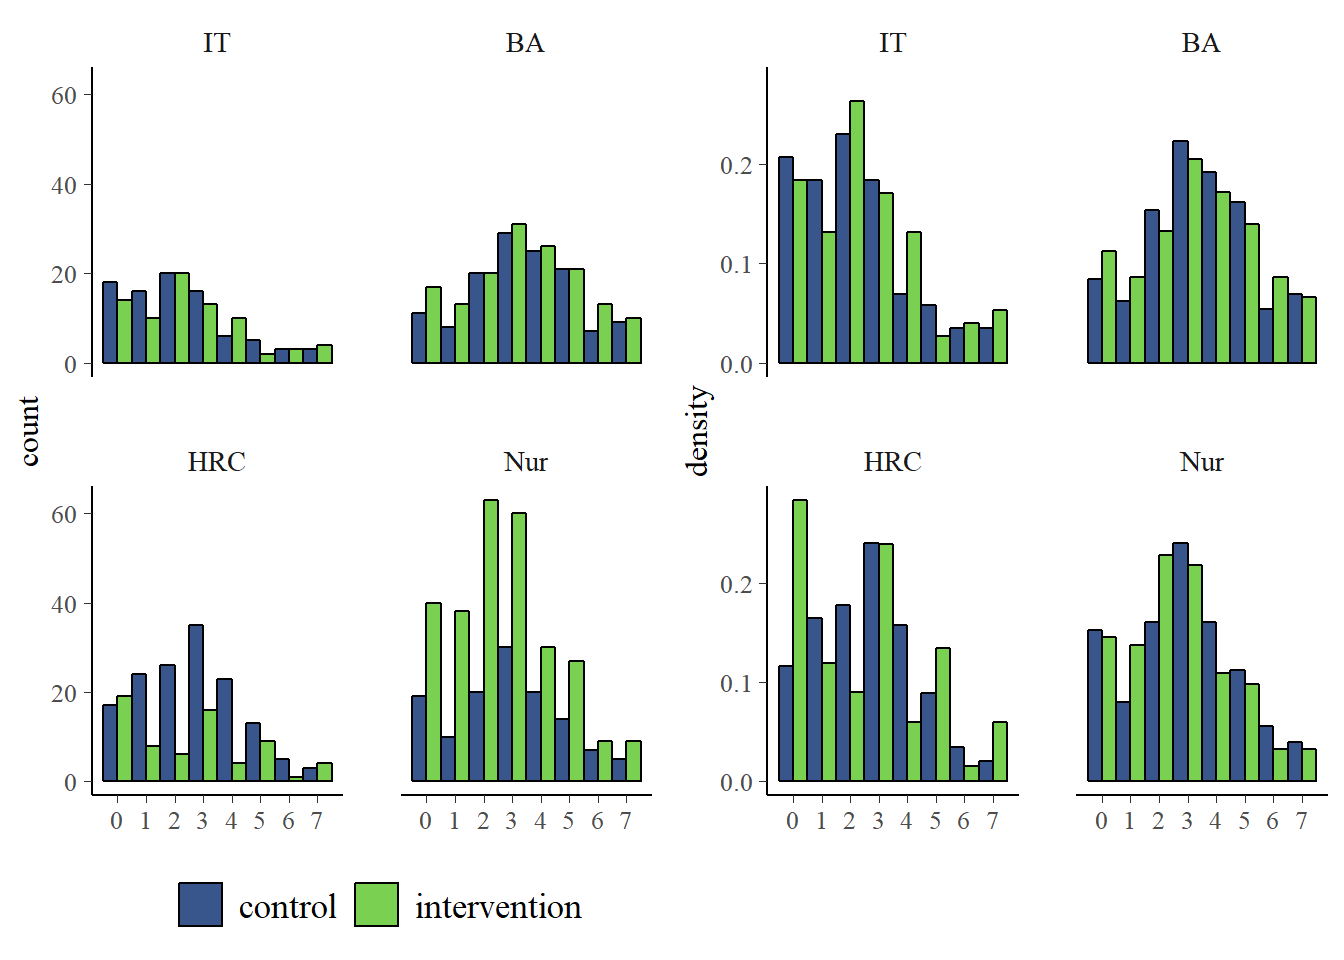 IT BA IT BA
60
40
20
0
0.2
0.1
0.0
count
density
HRC Nur HRC Nur
60
40
20
0
0.2
0.1
0.0
0 1 2 3 4 5 6 7 0 1 2 3 4 5 6 7 0 1 2 3 4 5 6 7 0 1 2 3 4 5 6 7
control intervention